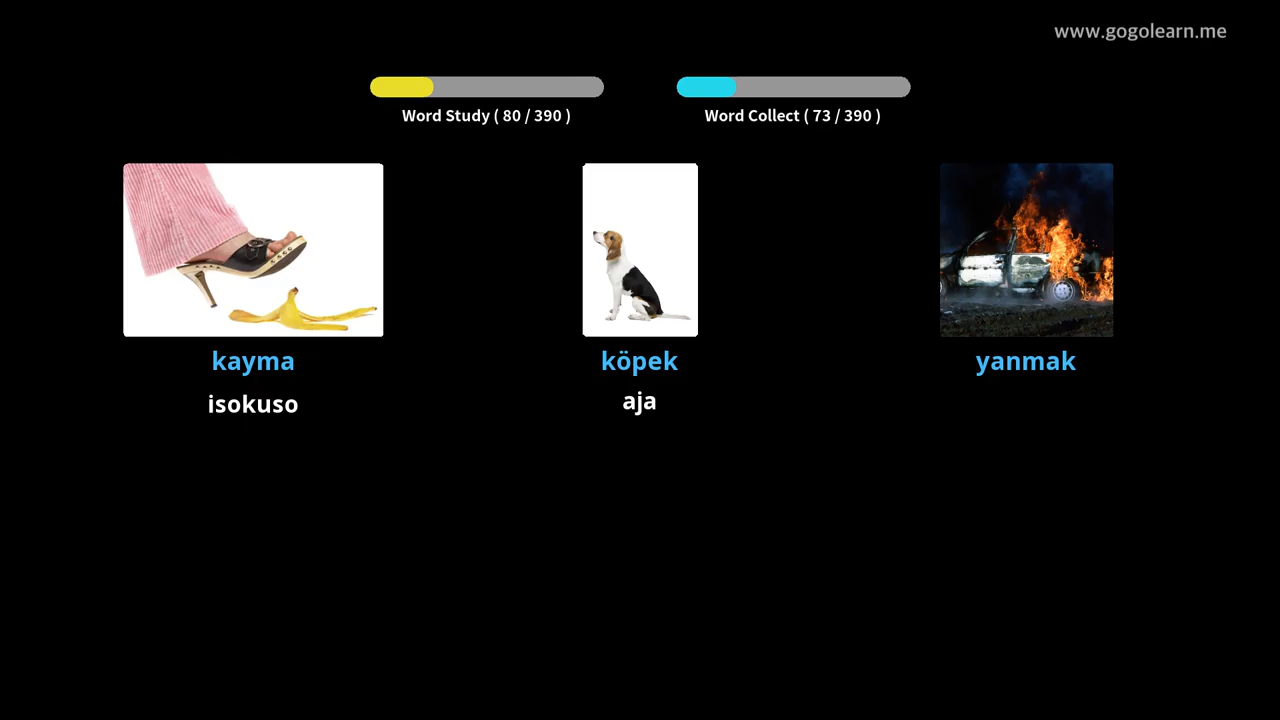 www.gogolearn.me
Word Study ( 80 / 390 )
Word Collect ( 73 / 390 )
kayma
köpek
yanmak
isokuso
aja